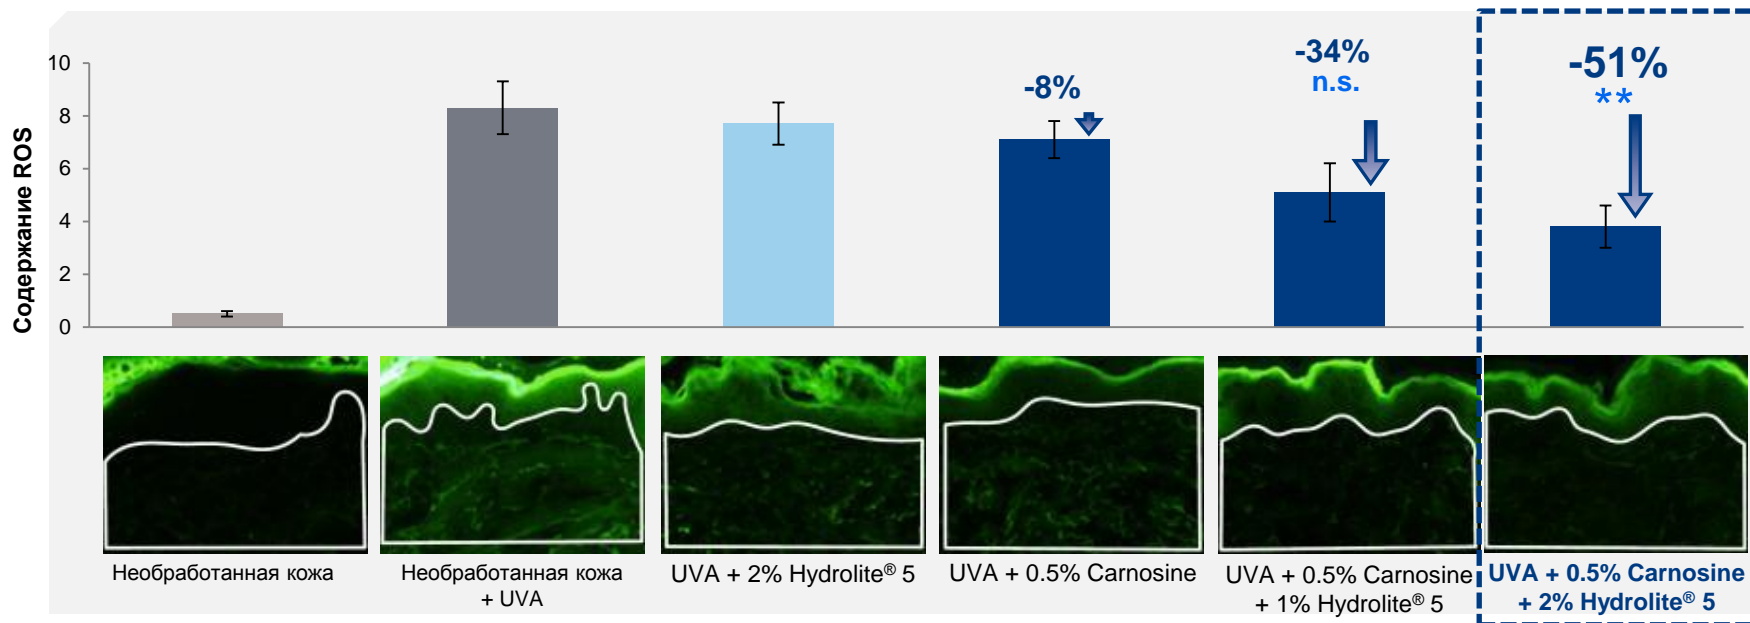 Содержание ROS
10
8
6
4
2
0
-8%
-34%
n.s.
-51%
**
Необработанная кожа
Необработанная кожа
+ UVA
UVA + 2% Hydrolite® 5
UVA + 0.5% Carnosine
UVA + 0.5% Carnosine
+ 1% Hydrolite® 5
UVA + 0.5% Carnosine
+ 2% Hydrolite® 5